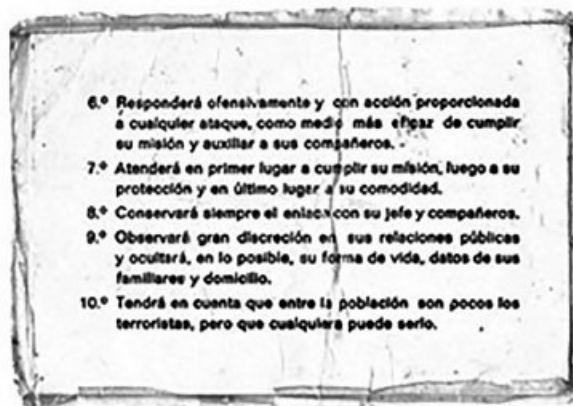 6.º Responderá ofensivamente y con acción proporcionada
a cualquier ataque, como medio más eficaz de cumplir
su misión y auxiliar a sus compañeros.
7.º Atenderá en primer lugar a cumplir su misión, luego a su
protección y en último lugar a su comodidad.
8.º Conservará siempre el enlace con su jefe y compañeros.
9.º Observará gran discreción en sus relaciones públicas
y ocultará, en lo posible, su forma de vida, datos de sus
familiares y domicilio.
10.º Tendrá en cuenta que entre la población son pocos los
terroristas, pero que cualquiera puede serlo.